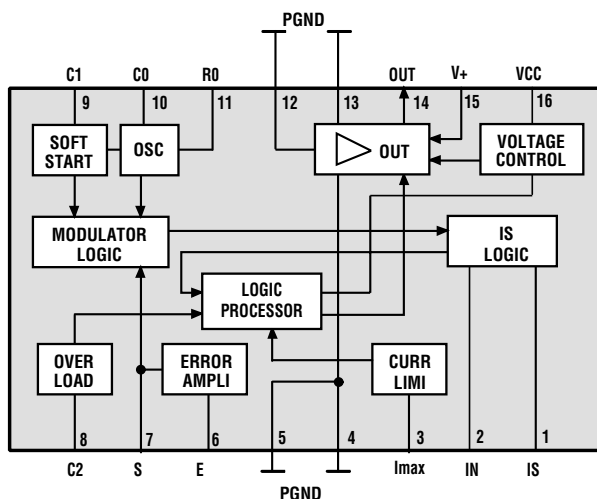 PGND
C1 C0 R0 OUT V+ VCC
9 10 11 12 13 14 15 16
SOFT START
OSC
OUT
VOLTAGE CONTROL
MODULATOR LOGIC
IS LOGIC
LOGIC PROCESSOR
OVER LOAD
ERROR AMPLI
CURR LIMI
8 7 6 5 4 3 2 1
C2 S E Imax IN IS
PGND